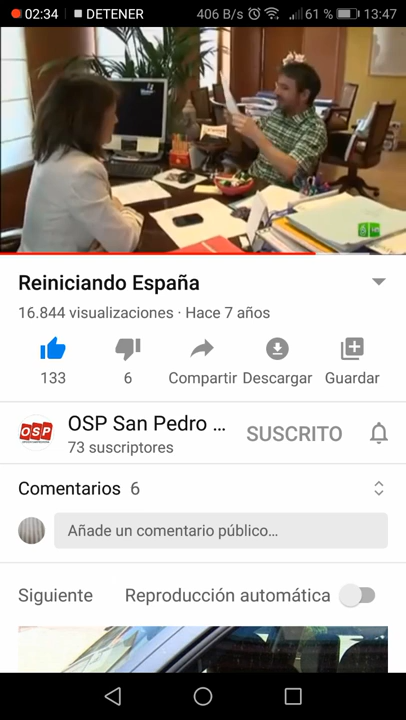 02:34 DETENER 406 B/s 61 % 13:47
Reiniciando España
16.844 visualizaciones · Hace 7 años
133 6 Compartir Descargar Guardar
OSP OSP San Pedro ... SUSCRITO
73 suscriptores
Comentarios 6
Añade un comentario público...
Siguiente Reproducción automática